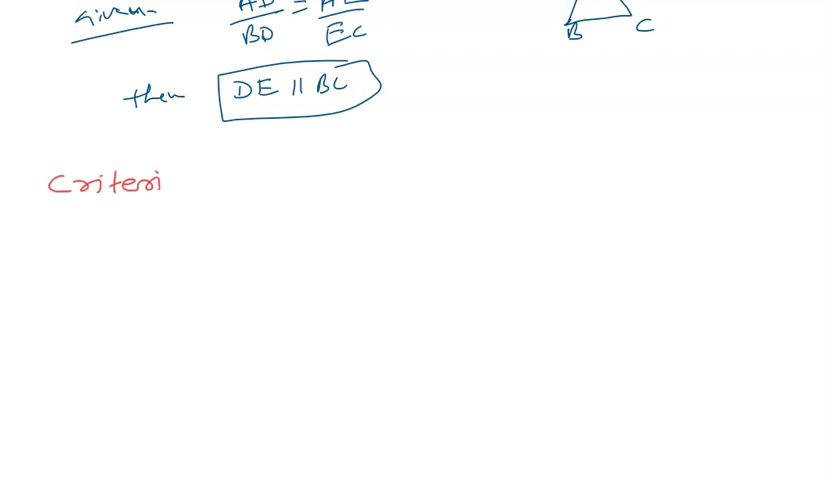 Given AD/BD = AE/EC
B C
then DE || BC
Criteri